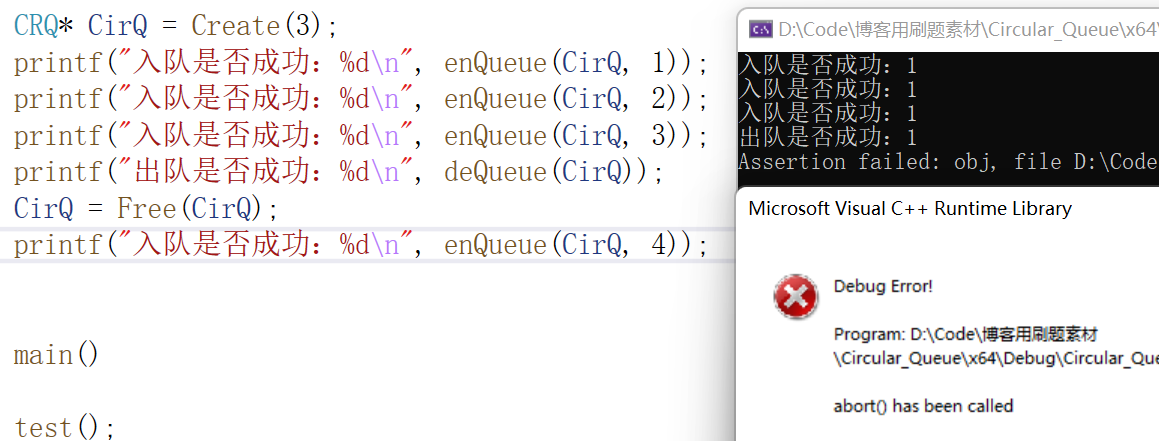 CRQ* CirQ = Create(3);
printf("入队是否成功：%d\n", enQueue(CirQ, 1));
printf("入队是否成功：%d\n", enQueue(CirQ, 2));
printf("入队是否成功：%d\n", enQueue(CirQ, 3));
printf("出队是否成功：%d\n", deQueue(CirQ));
CirQ = Free(CirQ);
printf("入队是否成功：%d\n", enQueue(CirQ, 4));
main()
test();
D:\Code\博客用刷题素材\Circular_Queue\x64\
入队是否成功：1
入队是否成功：1
入队是否成功：1
出队是否成功：1
Assertion failed: obj, file D:\Code
Microsoft Visual C++ Runtime Library
Debug Error!
Program: D:\Code\博客用刷题素材
\Circular_Queue\x64\Debug\Circular_Que
abort() has been called